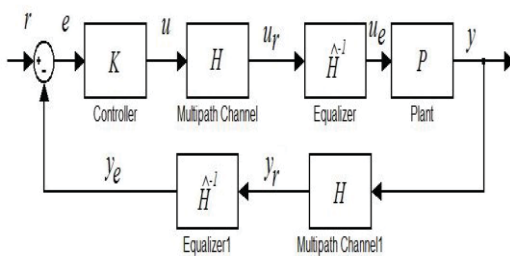 r e u u_r u_e y
+ -
K H Ĥ^-1 P
Controller Multipath Channel Equalizer Plant
y_e y_r
Ĥ^-1 H
Equalizer1 Multipath Channel1